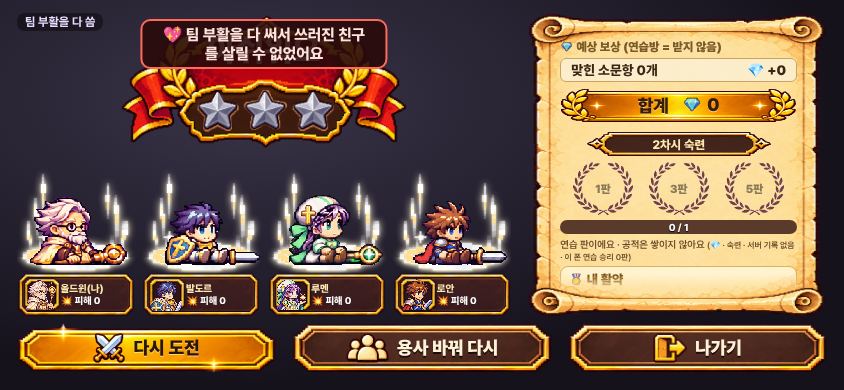 팀 부활을 다 씀
💖 팀 부활을 다 써서 쓰러진 친구
를 살릴 수 없었어요
💎 예상 보상 (연습방 = 받지 않음)
맞힌 소문항 0개 💎 +0
합계 💎 0
2차시 숙련
1판 3판 5판
0 / 1
연습 판이에요 · 공적은 쌓이지 않아요 (💎 · 숙련 · 서버 기록 없음
· 이 폰 연습 승리 0판)
🏅 내 활약
올드윈(나)
💥 피해 0
발도르
💥 피해 0
루멘
💥 피해 0
로안
💥 피해 0
다시 도전
용사 바꿔 다시
나가기